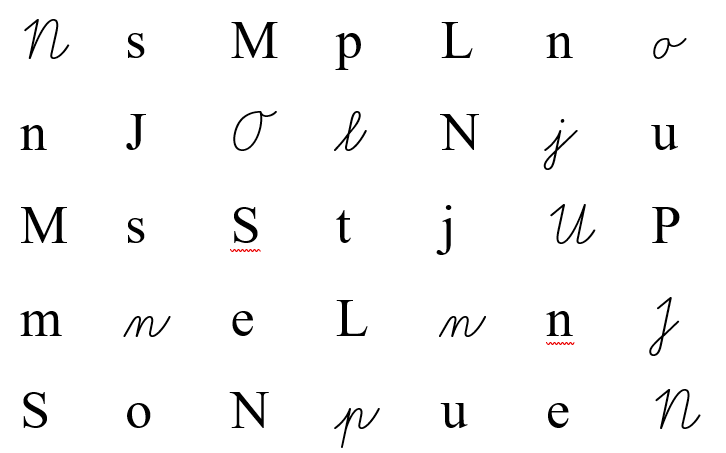 N s M p L n o
n J O l N j u
M s S t j U P
m n e L n n J
S o N p u e N